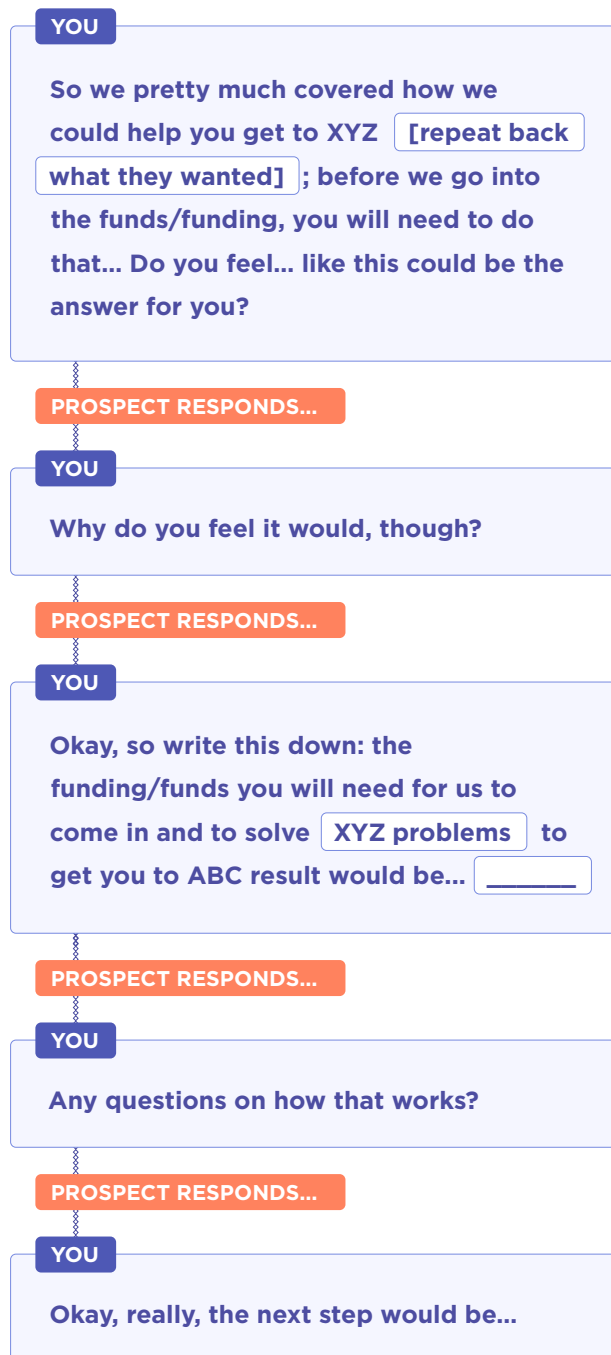 YOU
So we pretty much covered how we
could help you get to XYZ [repeat back
what they wanted] ; before we go into
the funds/funding, you will need to do
that... Do you feel... like this could be the
answer for you?
PROSPECT RESPONDS...
YOU
Why do you feel it would, though?
PROSPECT RESPONDS...
YOU
Okay, so write this down: the
funding/funds you will need for us to
come in and to solve XYZ problems to
get you to ABC result would be... ______
PROSPECT RESPONDS...
YOU
Any questions on how that works?
PROSPECT RESPONDS...
YOU
Okay, really, the next step would be...